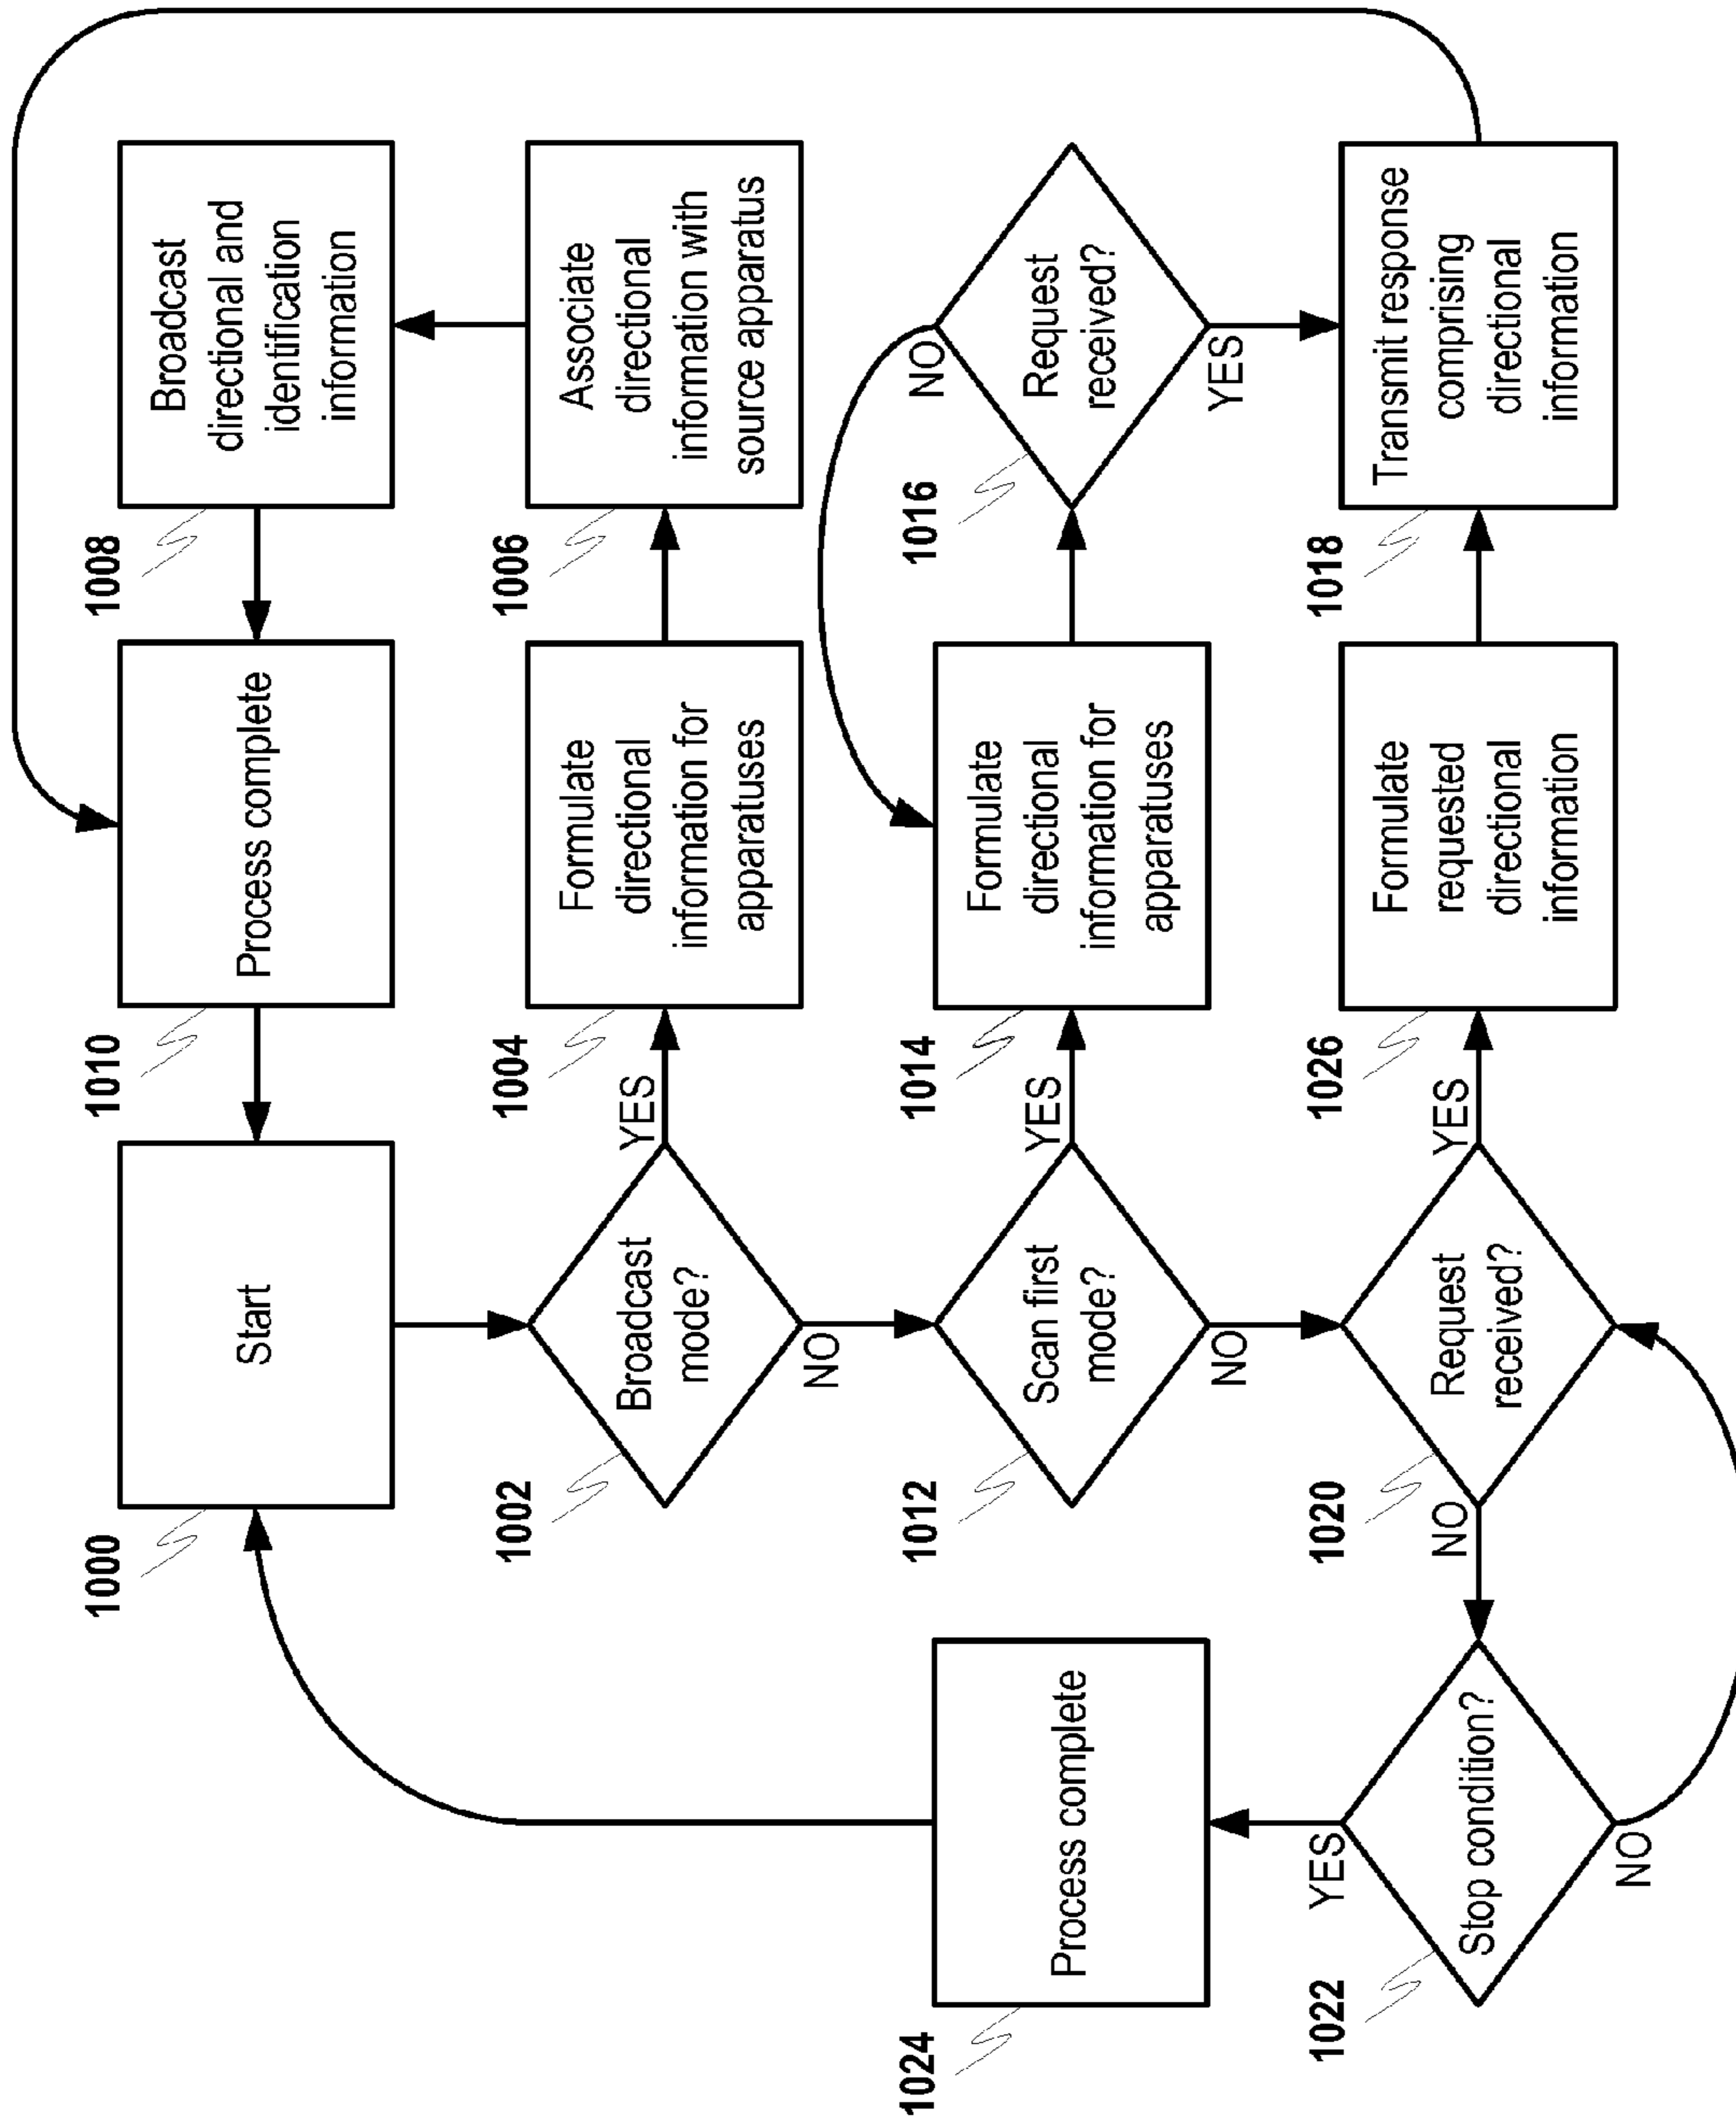 1000
Start
1010
Process complete
1008
Broadcast
directional and
identification
information
1002
Broadcast
mode?
YES
NO
1004
Formulate
directional
information for
apparatuses
1006
Associate
directional
information with
source apparatus
1024
Process complete
1012
Scan first
mode?
YES
NO
1014
Formulate
directional
information for
apparatuses
1016
Request
received?
NO
YES
1022
Stop condition?
YES
NO
1020
Request
received?
NO
YES
1026
Formulate
requested
directional
information
1018
Transmit response
comprising
directional
information